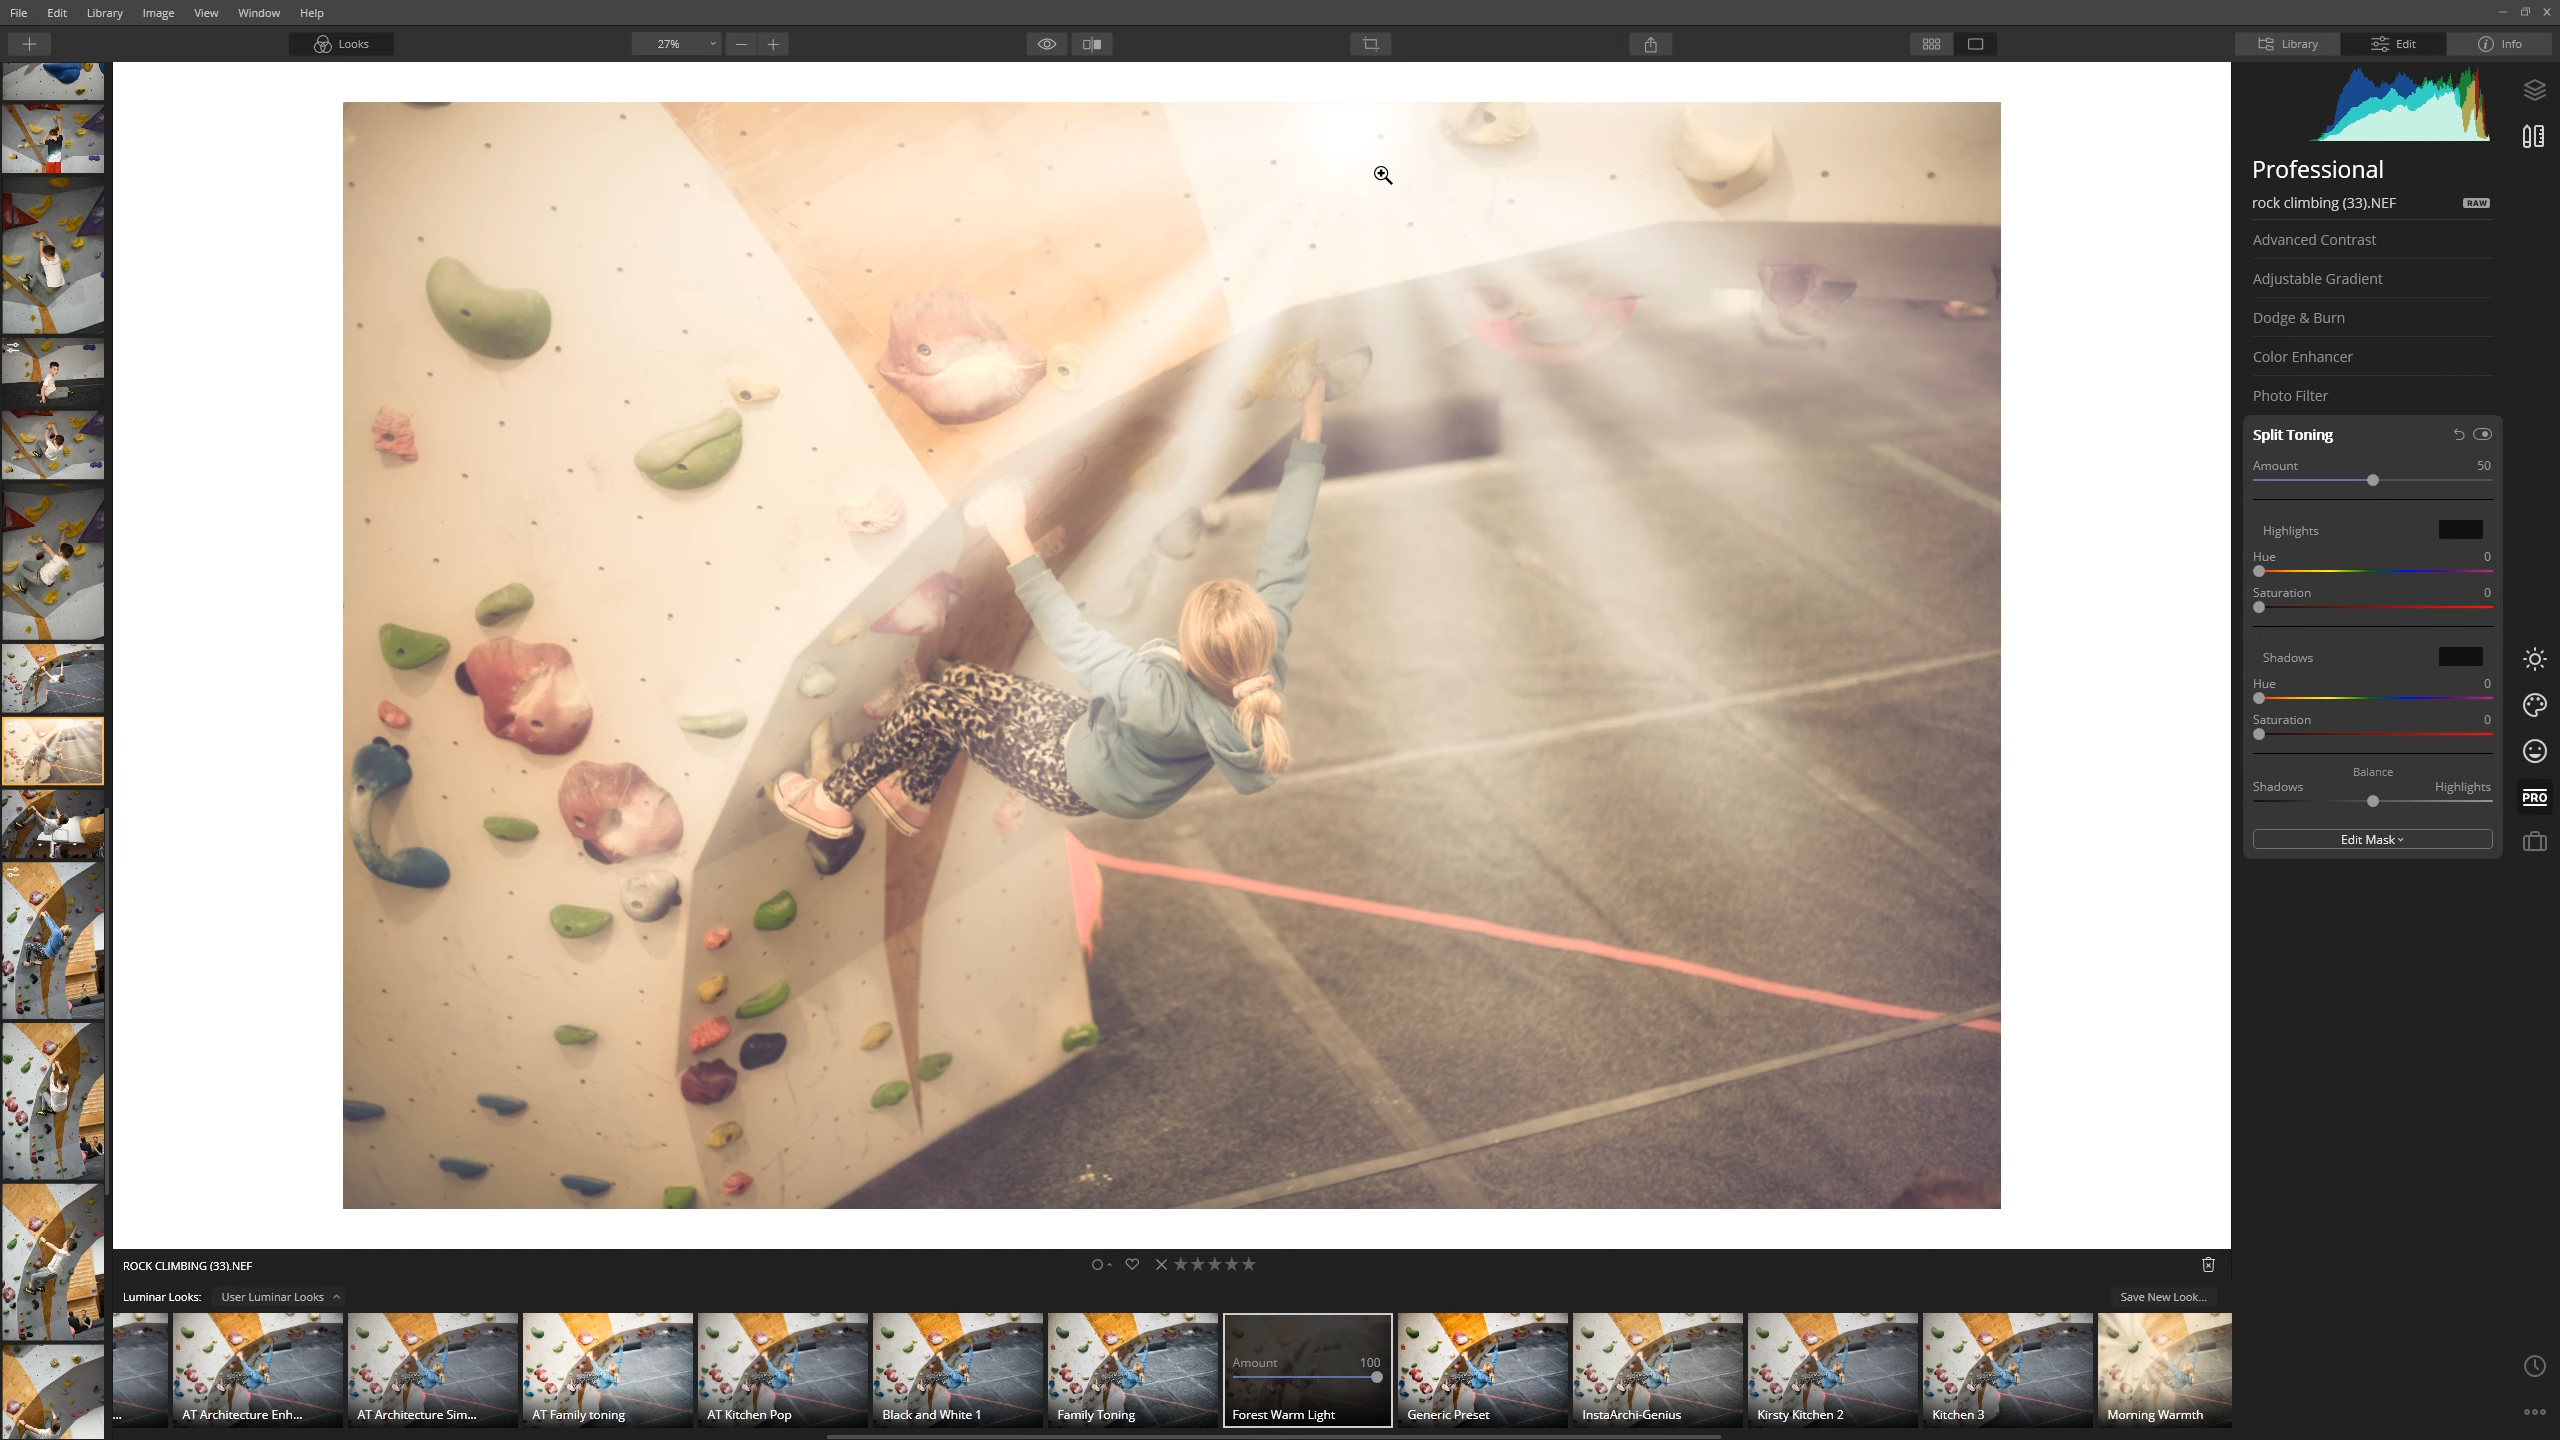 File Edit Library Image View Window Help
Looks 27% Library Edit Info
Professional
rock climbing (33).NEF RAW
Advanced Contrast
Adjustable Gradient
Dodge & Burn
Color Enhancer
Photo Filter
Split Toning
Amount 50
Highlights
Hue 0
Saturation 0
Shadows
Hue 0
Saturation 0
Balance
Shadows Highlights
Edit Mask
PRO
ROCK CLIMBING (33).NEF
Luminar Looks: User Luminar Looks Save New Look...
Amount 100
... AT Architecture Enh... AT Architecture Sim... AT Family toning AT Kitchen Pop Black and White 1 Family Toning Forest Warm Light Generic Preset InstaArchi-Genius Kirsty Kitchen 2 Kitchen 3 Morning Warmth